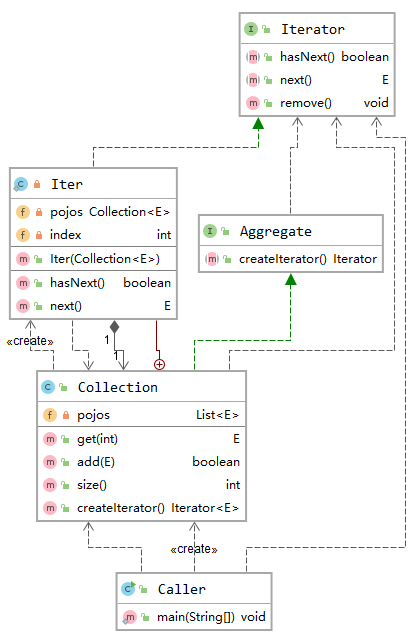 Iterator
hasNext() boolean
next() E
remove() void
Iter
pojos Collection<E>
index int
Iter(Collection<E>)
hasNext() boolean
next() E
Aggregate
createIterator() Iterator
1
1
«create»
Collection
pojos List<E>
get(int) E
add(E) boolean
size() int
createIterator() Iterator<E>
«create»
Caller
main(String[]) void